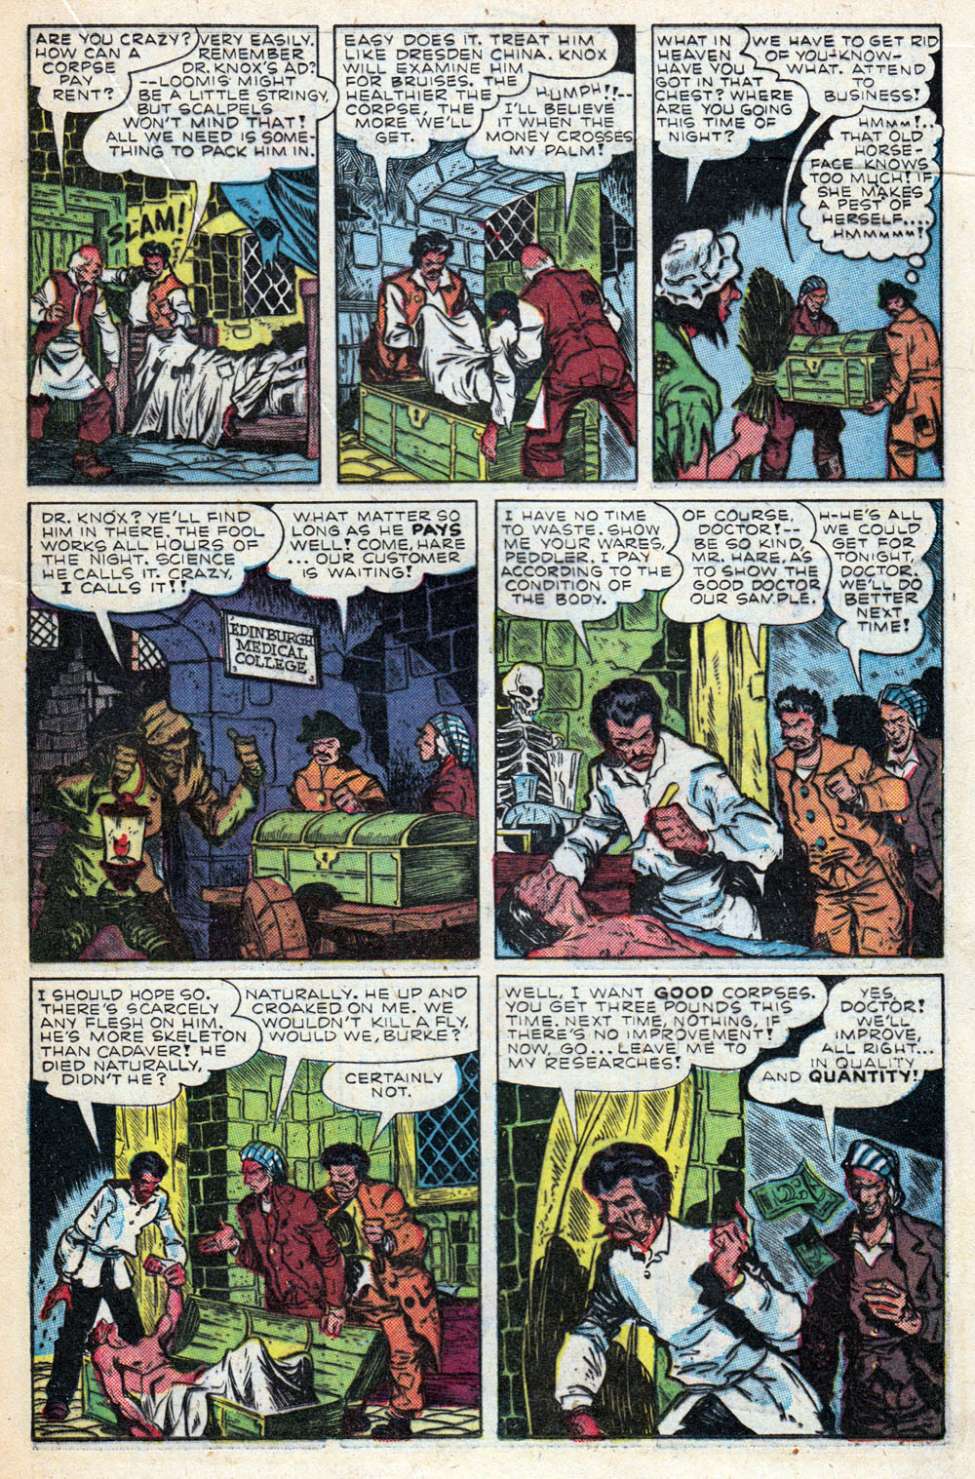 ARE YOU CRAZY?
HOW CAN A
CORPSE
PAY
RENT?
VERY EASILY.
REMEMBER
DR. KNOX'S AD?
--LOOMIS MIGHT
BE A LITTLE STRINGY,
BUT SCALPELS
WON'T MIND THAT!
ALL WE NEED IS SOME-
THING TO PACK HIM IN.
SLAM!
EASY DOES IT. TREAT HIM
LIKE DRESDEN CHINA. KNOX
WILL EXAMINE HIM
FOR BRUISES. THE
HEALTHIER THE
CORPSE, THE
MORE WE'LL
GET.
HUMPH!!--
I'LL BELIEVE
IT WHEN THE
MONEY CROSSES
MY PALM!
WHAT IN
HEAVEN
HAVE YOU
GOT IN THAT
CHEST? WHERE
ARE YOU GOING
THIS TIME OF
NIGHT?
WE HAVE TO GET RID
OF YOU-KNOW-
WHAT. ATTEND
TO
BUSINESS!
HMMM!..
THAT OLD
HORSE-
FACE KNOWS
TOO MUCH! IF
SHE MAKES
A PEST OF
HERSELF....
HMMMMM!
DR. KNOX? YE'LL FIND
HIM IN THERE. THE FOOL
WORKS ALL HOURS OF
THE NIGHT. SCIENCE
HE CALLS IT. CRAZY,
I CALLS IT!!
WHAT MATTER SO
LONG AS HE PAYS
WELL! COME, HARE
... OUR CUSTOMER
IS WAITING!
EDINBURGH
MEDICAL
COLLEGE
I HAVE NO TIME
TO WASTE. SHOW
ME YOUR WARES,
PEDDLER. I PAY
ACCORDING TO THE
CONDITION OF
THE BODY.
OF COURSE,
DOCTOR!--
BE SO KIND,
MR. HARE, AS
TO SHOW THE
GOOD DOCTOR
OUR SAMPLE.
H-HE'S ALL
WE COULD
GET FOR
TONIGHT,
DOCTOR.
WE'LL DO
BETTER
NEXT
TIME!
I SHOULD HOPE SO.
THERE'S SCARCELY
ANY FLESH ON HIM.
HE'S MORE SKELETON
THAN CADAVER! HE
DIED NATURALLY,
DIDN'T HE?
NATURALLY. HE UP AND
CROAKED ON ME. WE
WOULDN'T KILL A FLY,
WOULD WE, BURKE?
CERTAINLY
NOT.
WELL, I WANT GOOD CORPSES.
YOU GET THREE POUNDS THIS
TIME. NEXT TIME, NOTHING, IF
THERE'S NO IMPROVEMENT!
NOW, GO... LEAVE ME TO
MY RESEARCHES!
YES,
DOCTOR!
WE'LL
IMPROVE,
ALL RIGHT...
IN QUALITY
AND QUANTITY!